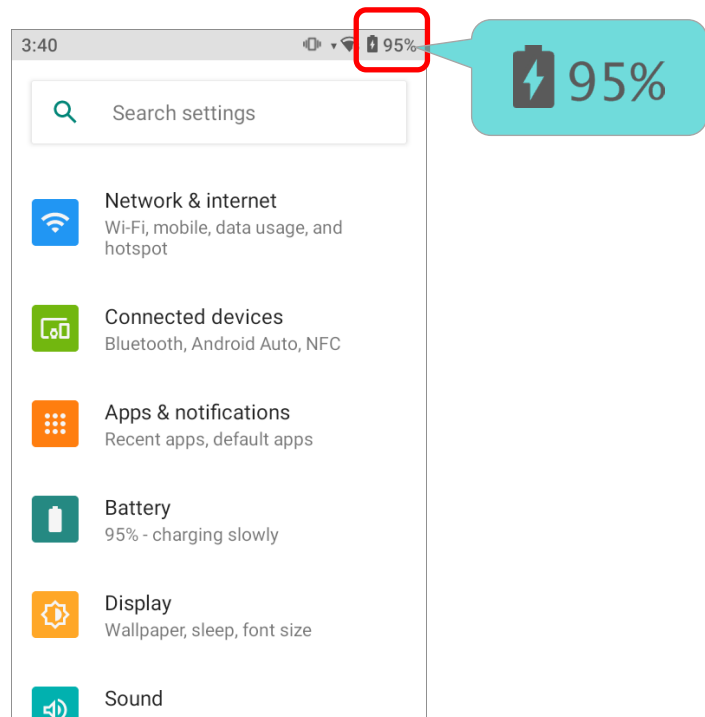 3:40
95%
95%
Search settings
Network & internet
Wi-Fi, mobile, data usage, and
hotspot
Connected devices
Bluetooth, Android Auto, NFC
Apps & notifications
Recent apps, default apps
Battery
95% - charging slowly
Display
Wallpaper, sleep, font size
Sound